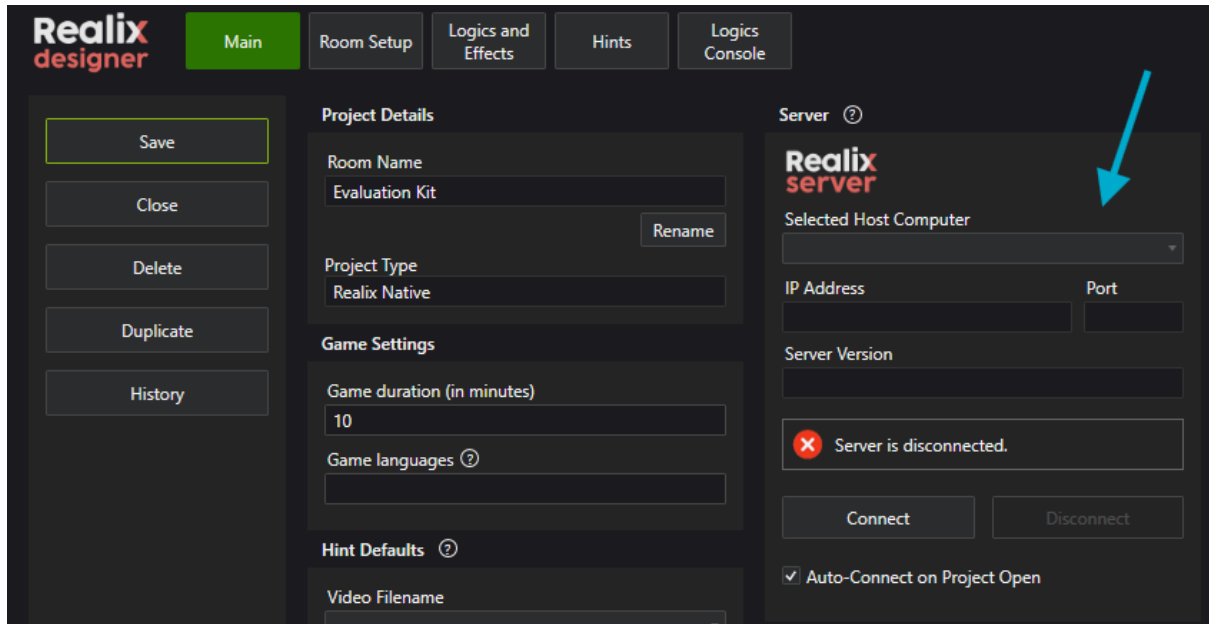 Realix
designer
Main
Room Setup
Logics and
Effects
Hints
Logics
Console
Save
Close
Delete
Duplicate
History
Project Details
Room Name
Evaluation Kit
Rename
Project Type
Realix Native
Game Settings
Game duration (in minutes)
10
Game languages ?
Hint Defaults ?
Video Filename
Server ?
Realix
server
Selected Host Computer
IP Address Port
Server Version
Server is disconnected.
Connect Disconnect
Auto-Connect on Project Open